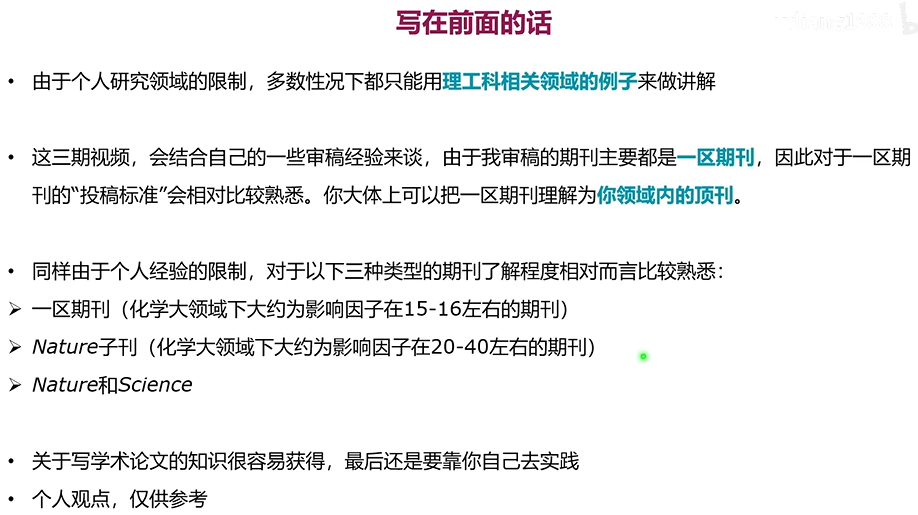 写在前面的话
• 由于个人研究领域的限制，多数性况下都只能用理工科相关领域的例子来做讲解
• 这三期视频，会结合自己的一些审稿经验来谈，由于我审稿的期刊主要都是一区期刊，因此对于一区期
刊的“投稿标准”会相对比较熟悉。你大体上可以把一区期刊理解为你领域内的顶刊。
• 同样由于个人经验的限制，对于以下三种类型的期刊了解程度相对而言比较熟悉：
➢ 一区期刊（化学大领域下大约为影响因子在15-16左右的期刊）
➢ Nature子刊（化学大领域下大约为影响因子在20-40左右的期刊）
➢ Nature和Science
• 关于写学术论文的知识很容易获得，最后还是要靠你自己去实践
• 个人观点，仅供参考